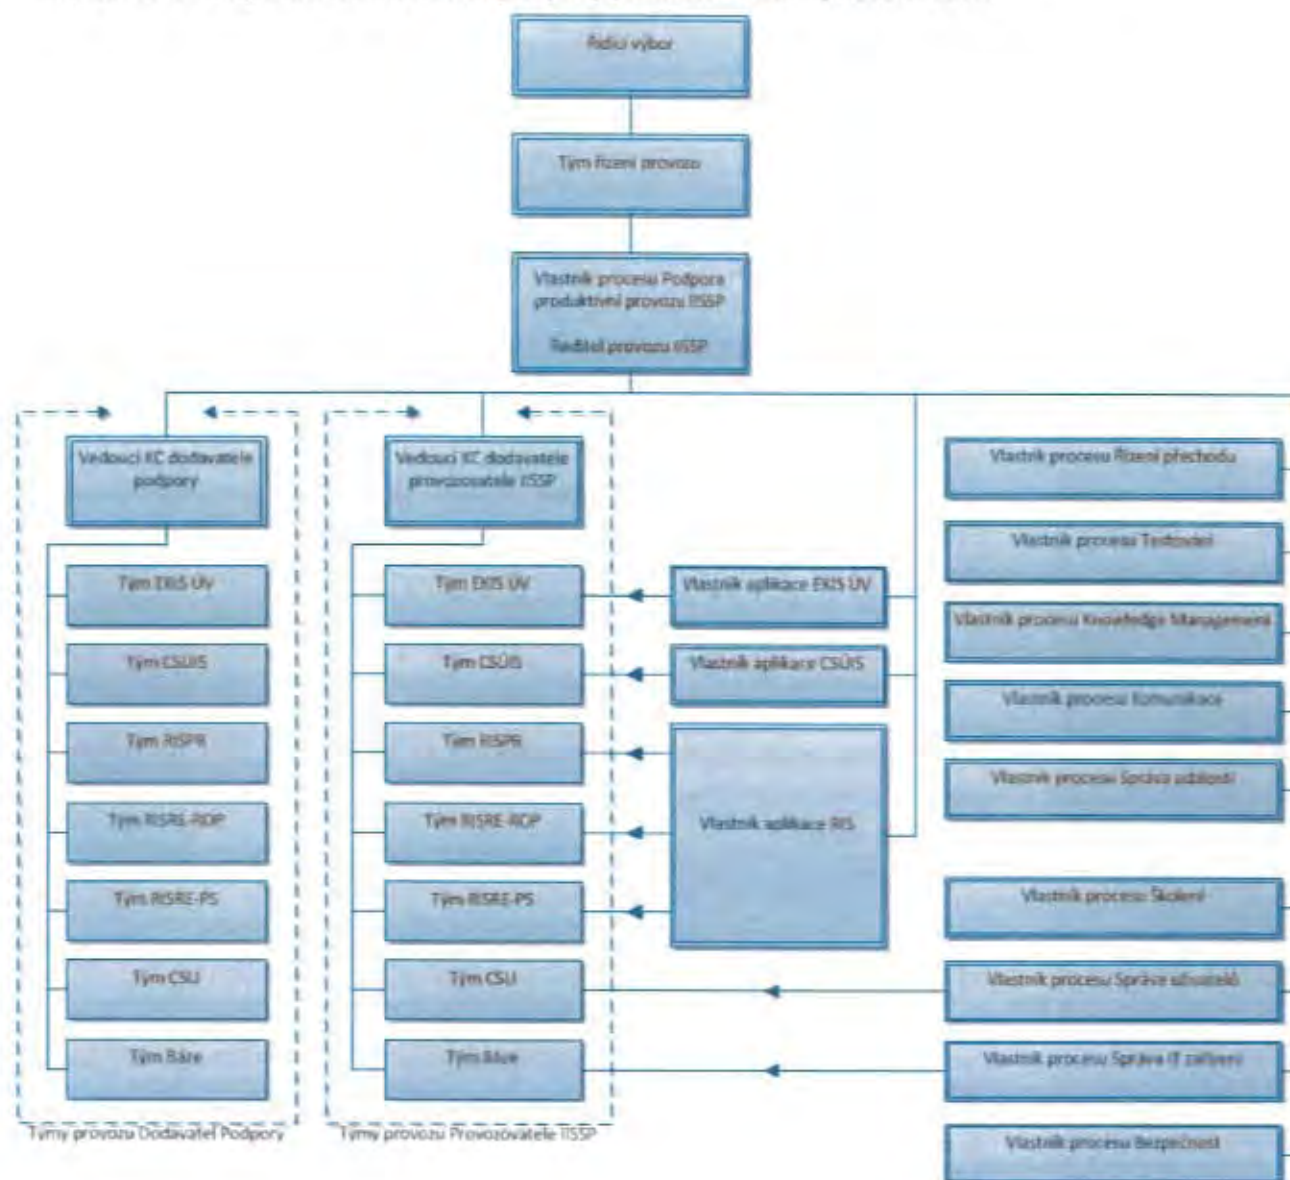 Řídící výbor
Tým řízení provozu
Vlastník procesu Podpora
produktivní provozu IISSP
Ředitel provozu IISSP
Vedoucí KC dodavatele
podpory
Vedoucí KC dodavatele
provozovatele IISSP
Vlastník procesu Řízení přechodu
Vlastník procesu Testování
Tým EKIS ÚV
Tým EKIS ÚV
Vlastník aplikace EKIS ÚV
Vlastník procesu Knowledge Management
Tým CSÚIS
Tým CSÚIS
Vlastník aplikace CSÚIS
Vlastník procesu Komunikace
Tým RISPR
Tým RISPR
Vlastník procesu Správa událostí
Tým RISRE-ROP
Tým RISRE-ROP
Vlastník aplikace RIS
Tým RISRE-PS
Tým RISRE-PS
Vlastník procesu Školení
Tým CSU
Tým CSU
Vlastník procesu Správa uživatelů
Tým Báze
Tým Báze
Vlastník procesu Správa IT zařízení
Týmy provozu Dodavatel Podpory
Týmy provozu Provozovatele IISSP
Vlastník procesu Bezpečnost